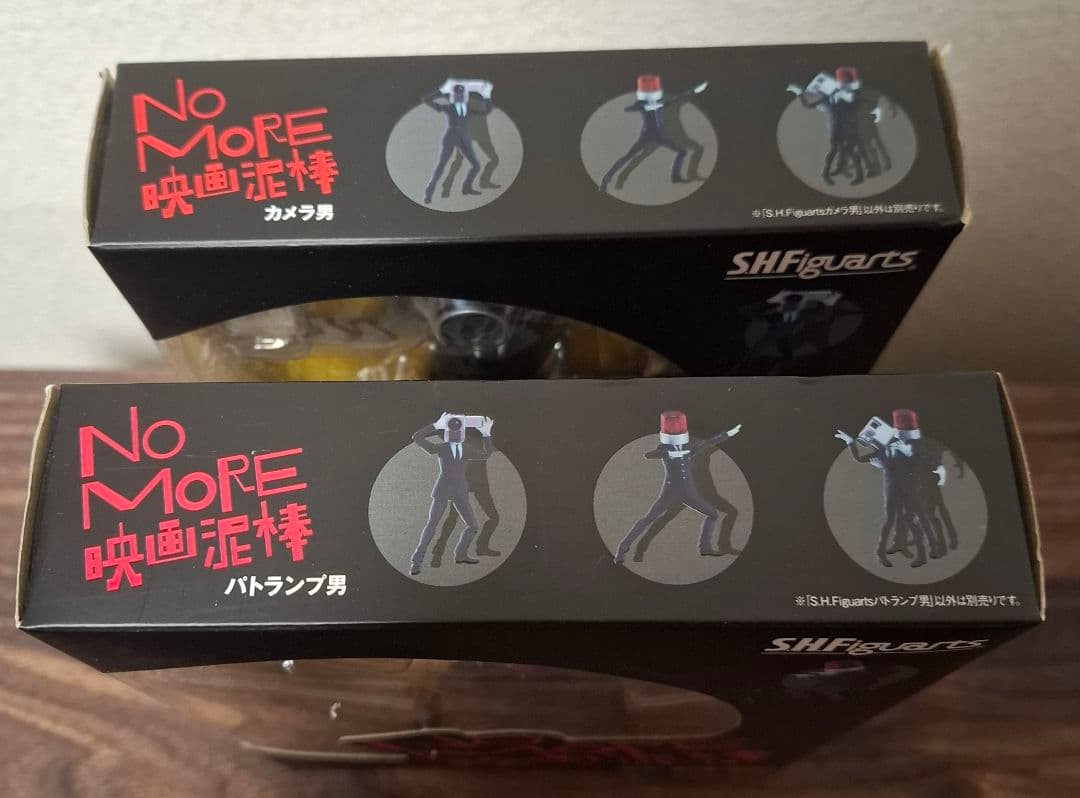 No
MoRE
映画泥棒
カメラ男
※「S.H.Figuartsカメラ男」以外は別売りです。
S.H.Figuarts
No
MoRE
映画泥棒
パトランプ男
※「S.H.Figuartsパトランプ男」以外は別売りです。
S.H.Figuarts